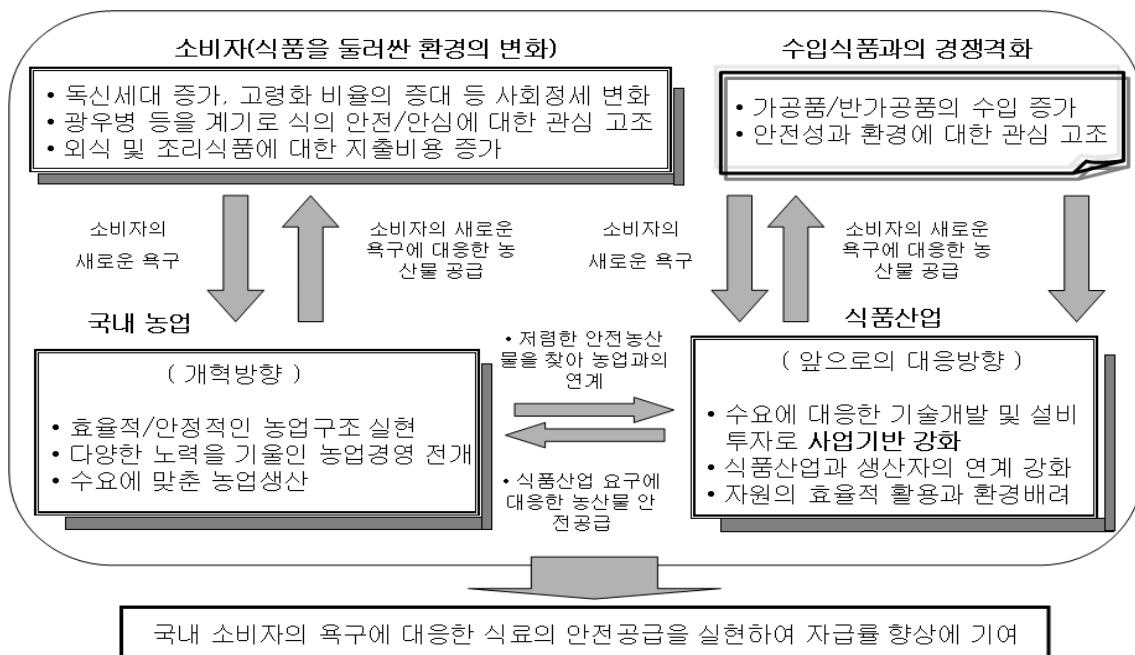 소비자(식품을 둘러싼 환경의 변화)
• 독신세대 증가, 고령화 비율의 증대 등 사회정세 변화
• 광우병 등을 계기로 식의 안전/안심에 대한 관심 고조
• 외식 및 조리식품에 대한 지출비용 증가
수입식품과의 경쟁격화
• 가공품/반가공품의 수입 증가
• 안전성과 환경에 대한 관심 고조
소비자의
새로운 욕구
소비자의 새로운
욕구에 대응한 농
산물 공급
소비자의
새로운 욕구
소비자의 새로운
욕구에 대응한 농
산물 공급
국내 농업
( 개혁방향 )
• 효율적/안정적인 농업구조 실현
• 다양한 노력을 기울인 농업경영 전개
• 수요에 맞춘 농업생산
• 저렴한 안전농산
물을 찾아 농업과의
연계
• 식품산업 요구에
대응한 농산물 안
전공급
식품산업
( 앞으로의 대응방향 )
• 수요에 대응한 기술개발 및 설비
투자로 사업기반 강화
• 식품산업과 생산자의 연계 강화
• 자원의 효율적 활용과 환경배려
국내 소비자의 욕구에 대응한 식료의 안전공급을 실현하여 자급률 향상에 기여